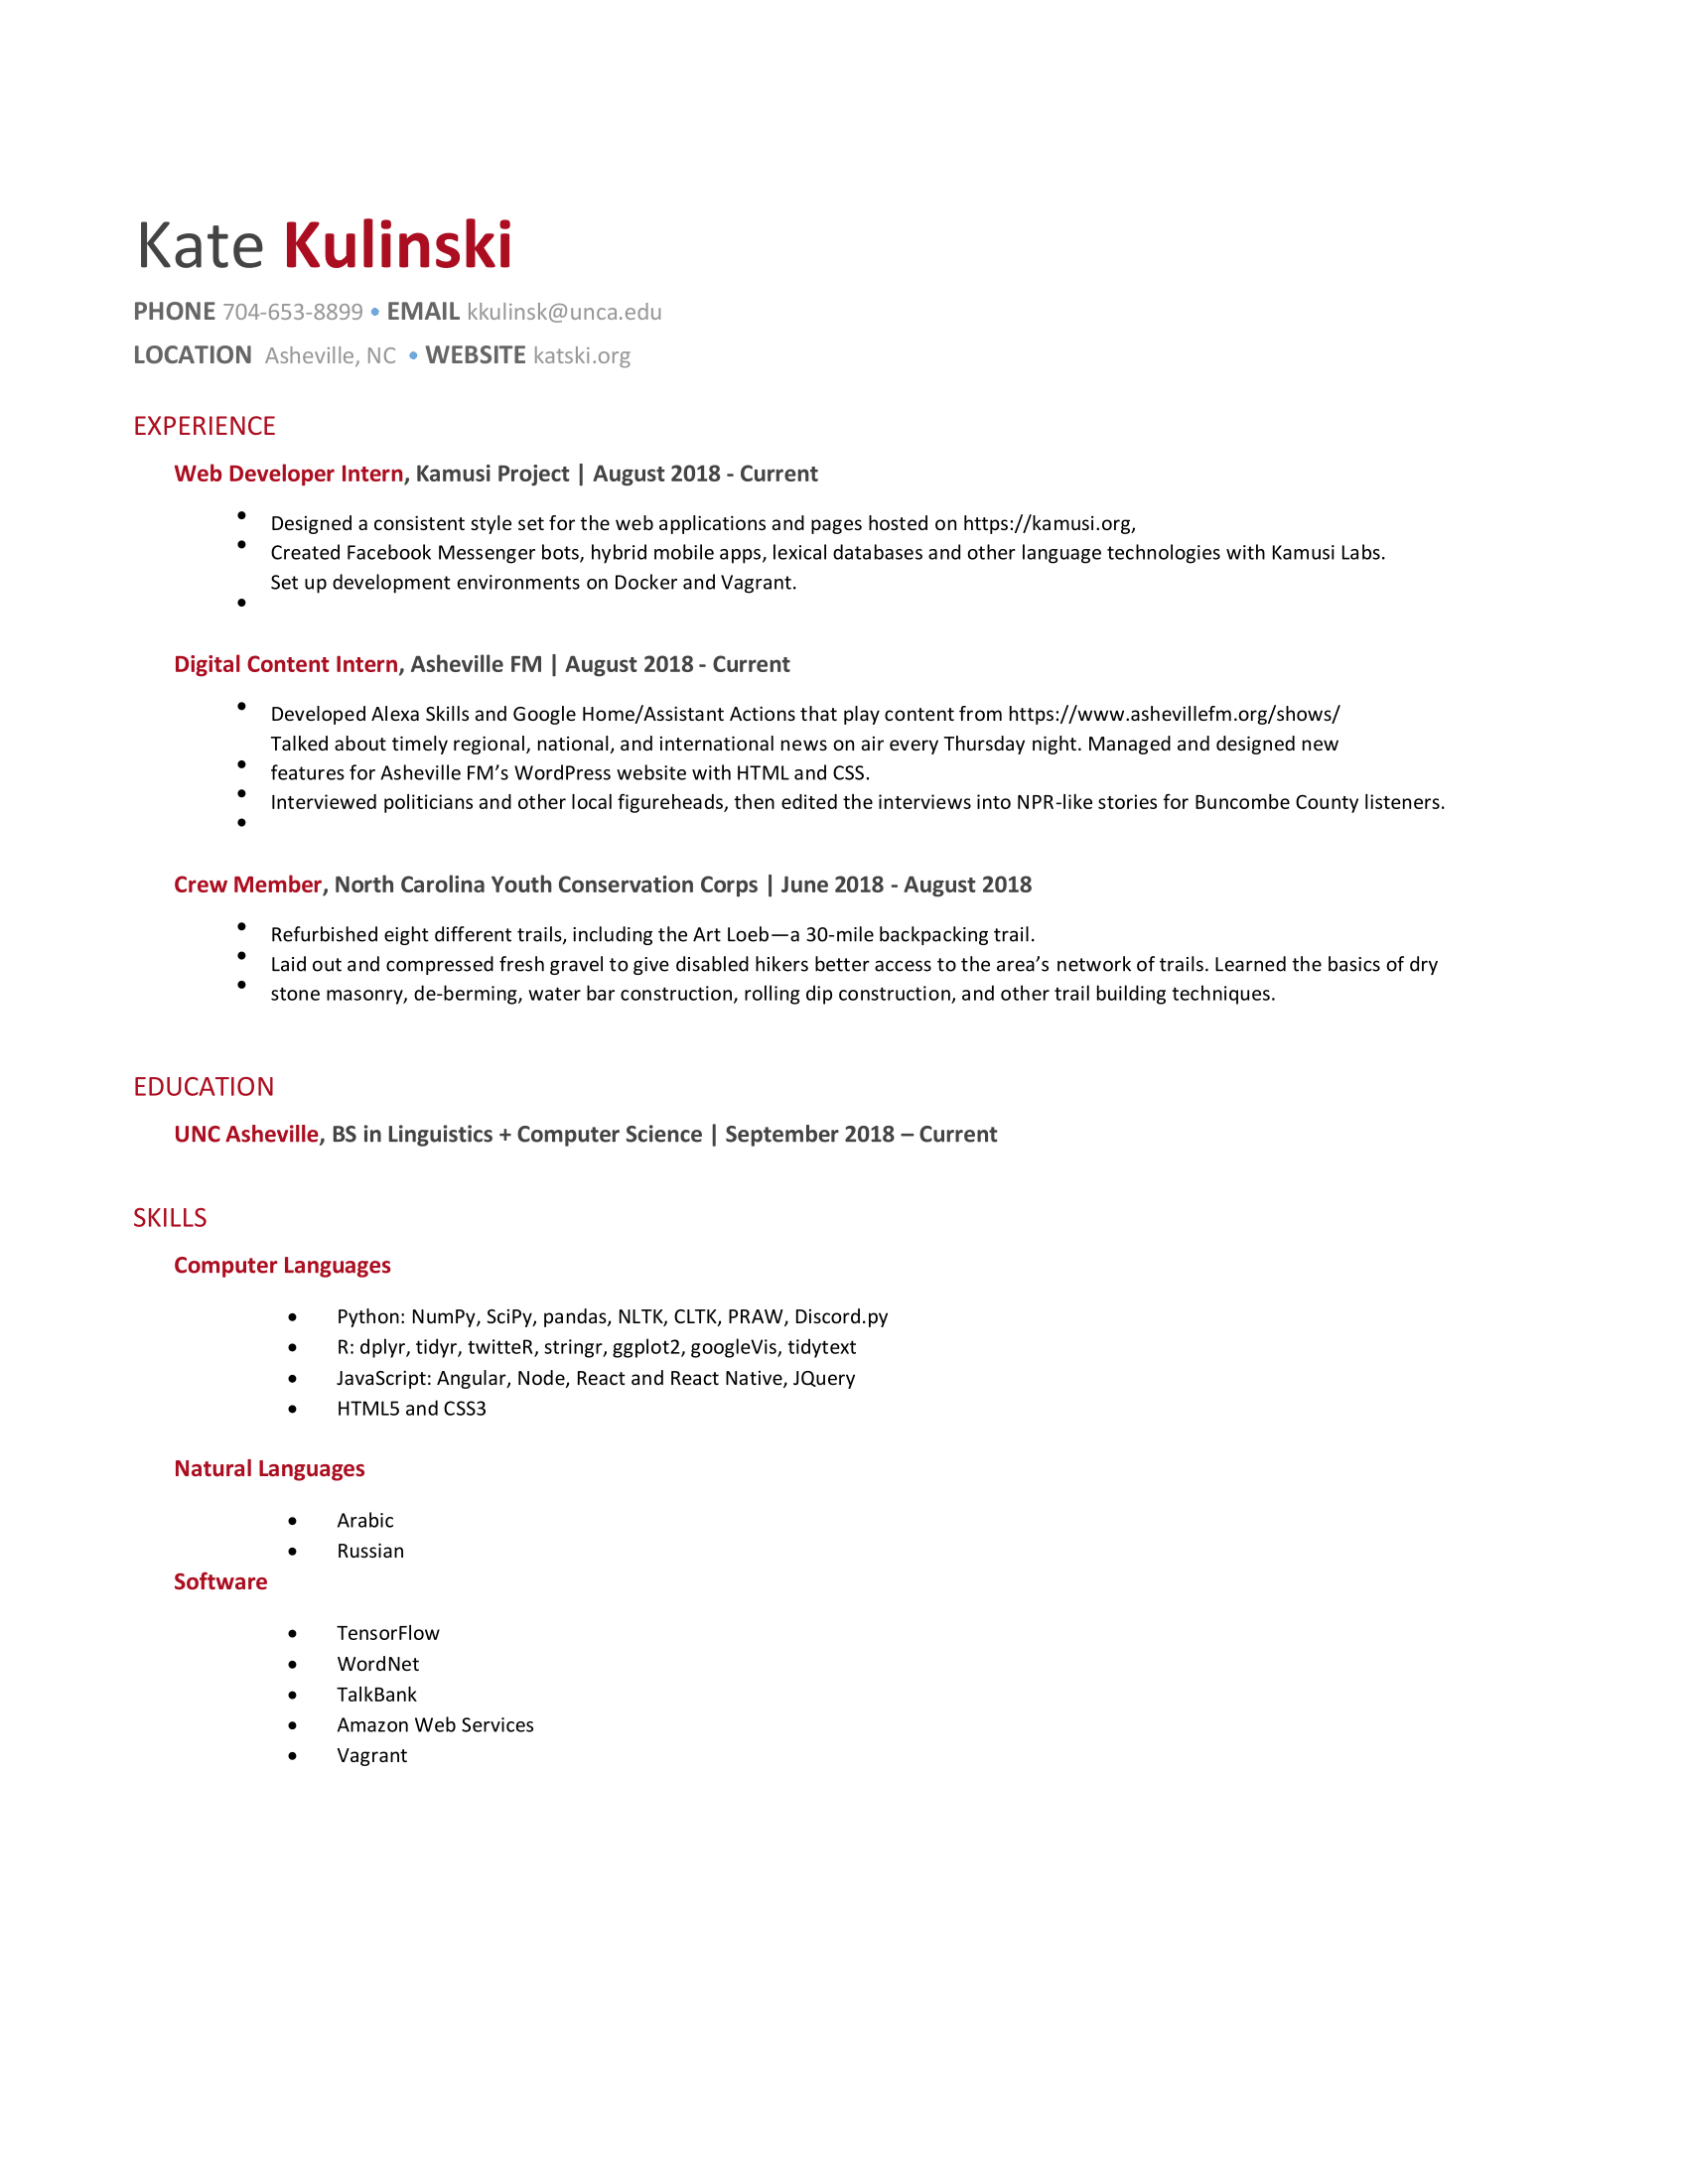 Kate Kulinski
PHONE 704-653-8899 • EMAIL kkulinsk@unca.edu
LOCATION Asheville, NC • WEBSITE katski.org
EXPERIENCE
Web Developer Intern, Kamusi Project | August 2018 - Current
• Designed a consistent style set for the web applications and pages hosted on https://kamusi.org,
• Created Facebook Messenger bots, hybrid mobile apps, lexical databases and other language technologies with Kamusi Labs.
Set up development environments on Docker and Vagrant.
•
Digital Content Intern, Asheville FM | August 2018 - Current
• Developed Alexa Skills and Google Home/Assistant Actions that play content from https://www.ashevillefm.org/shows/
Talked about timely regional, national, and international news on air every Thursday night. Managed and designed new
• features for Asheville FM’s WordPress website with HTML and CSS.
• Interviewed politicians and other local figureheads, then edited the interviews into NPR-like stories for Buncombe County listeners.
•
Crew Member, North Carolina Youth Conservation Corps | June 2018 - August 2018
• Refurbished eight different trails, including the Art Loeb—a 30-mile backpacking trail.
• Laid out and compressed fresh gravel to give disabled hikers better access to the area’s network of trails. Learned the basics of dry
• stone masonry, de-berming, water bar construction, rolling dip construction, and other trail building techniques.
EDUCATION
UNC Asheville, BS in Linguistics + Computer Science | September 2018 – Current
SKILLS
Computer Languages
• Python: NumPy, SciPy, pandas, NLTK, CLTK, PRAW, Discord.py
• R: dplyr, tidyr, twitteR, stringr, ggplot2, googleVis, tidytext
• JavaScript: Angular, Node, React and React Native, JQuery
• HTML5 and CSS3
Natural Languages
• Arabic
• Russian
Software
• TensorFlow
• WordNet
• TalkBank
• Amazon Web Services
• Vagrant